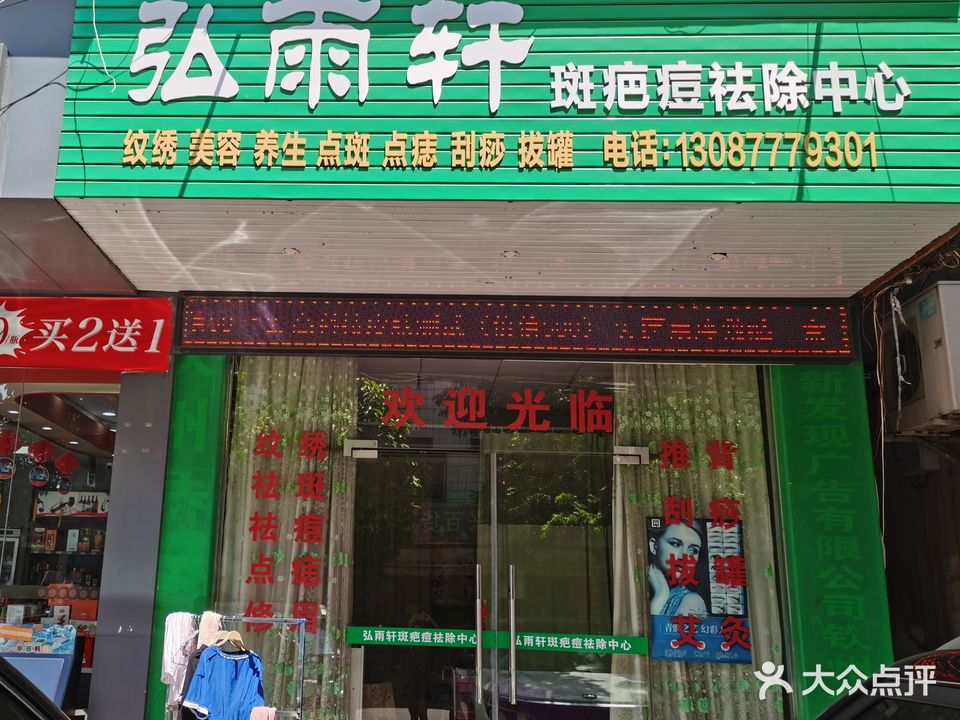 弘雨轩
斑疤痘祛除中心
纹绣 美容 养生 点斑 点痣 刮痧 拔罐 电话:13087779301
买2送1
欢迎光临
纹绣
祛斑
祛痘
点痣
修眉
推背
刮痧
拔罐
艾灸
新发现广告有限公司
弘雨轩斑疤痘祛除中心
弘雨轩斑疤痘祛除中心
大众点评